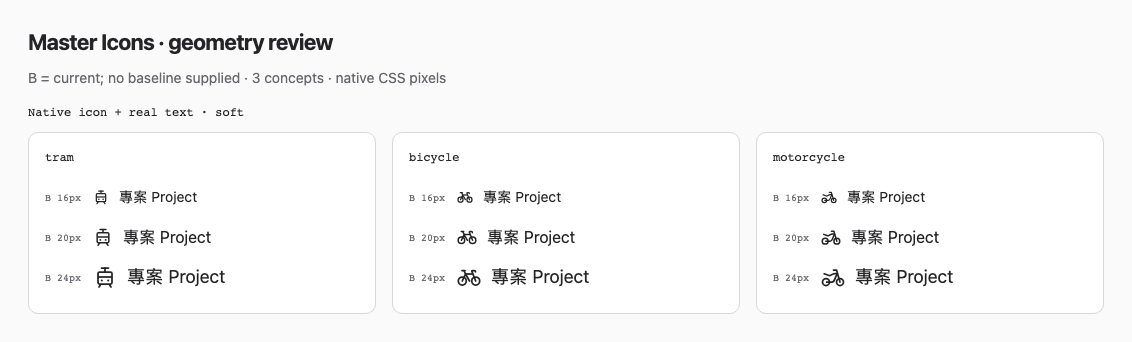 Master Icons · geometry review
B = current; no baseline supplied · 3 concepts · native CSS pixels
Native icon + real text · soft
tram
B 16px 專案 Project
B 20px 專案 Project
B 24px 專案 Project
bicycle
B 16px 專案 Project
B 20px 專案 Project
B 24px 專案 Project
motorcycle
B 16px 專案 Project
B 20px 專案 Project
B 24px 專案 Project